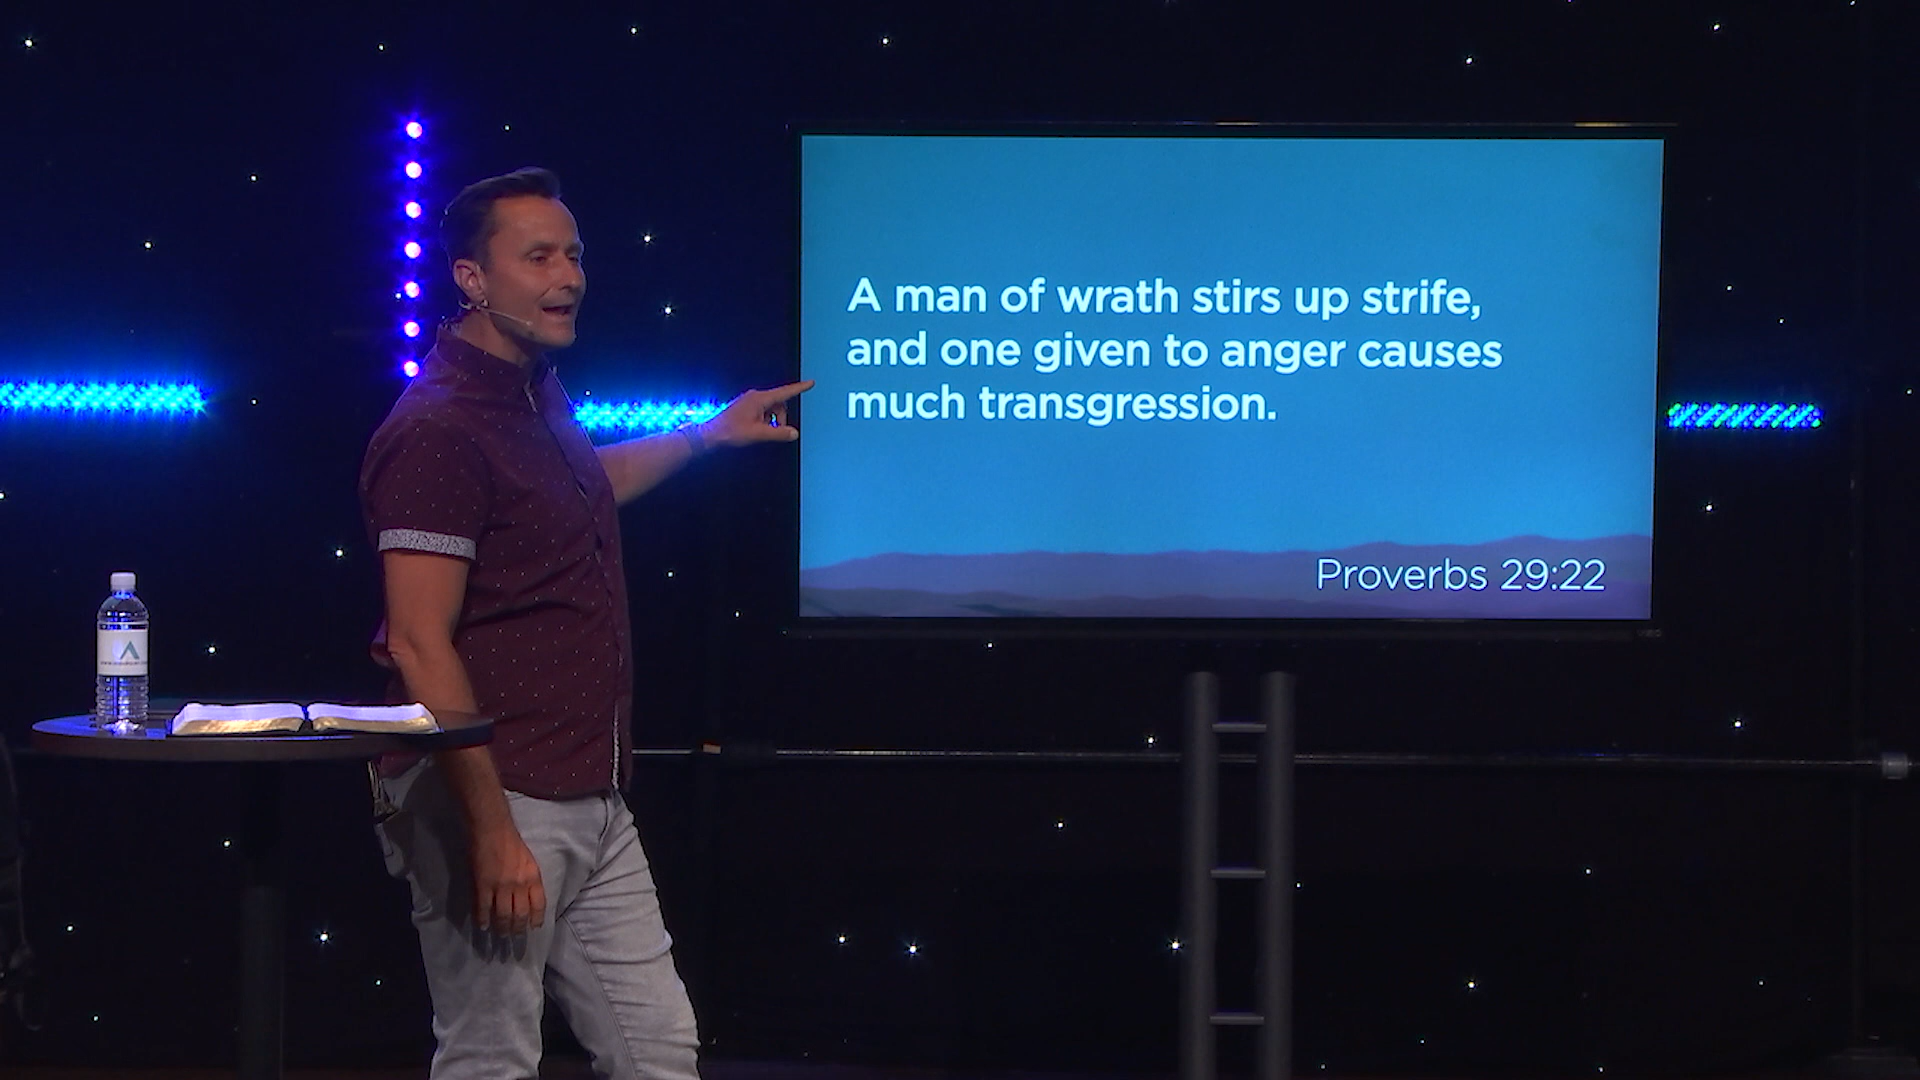 A man of wrath stirs up strife,
and one given to anger causes
much transgression.
Proverbs 29:22